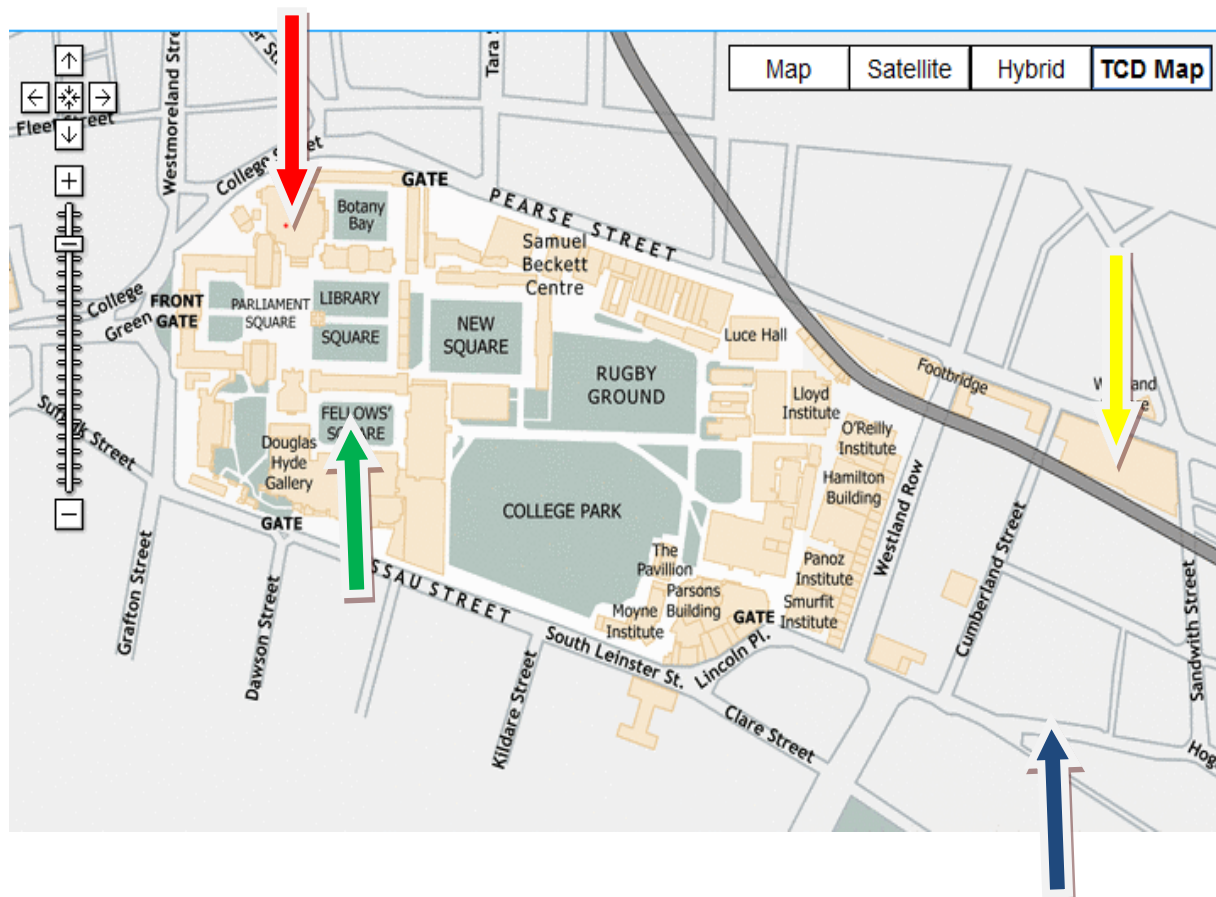 Map
Satellite
Hybrid
TCD Map
Westmoreland Stre
Tara S
Fleet Street
College Street
GATE
PEARSE STREET
Botany
Bay
Samuel
Beckett
Centre
College
Green
FRONT
GATE
PARLIAMENT
SQUARE
LIBRARY
SQUARE
NEW
SQUARE
Luce Hall
RUGBY
GROUND
Footbridge
Lloyd
Institute
O'Reilly
Institute
Hamilton
Building
FELLOWS'
SQUARE
Douglas
Hyde
Gallery
GATE
COLLEGE PARK
Westland Row
Cumberland Street
Sandwith Street
The
Pavillion
Parsons
Building
Moyne
Institute
GATE
Panoz
Institute
Smurfit
Institute
Grafton Street
Dawson Street
SSAU STREET
Kildare Street
South Leinster St.
Lincoln Pl.
Clare Street
Hog